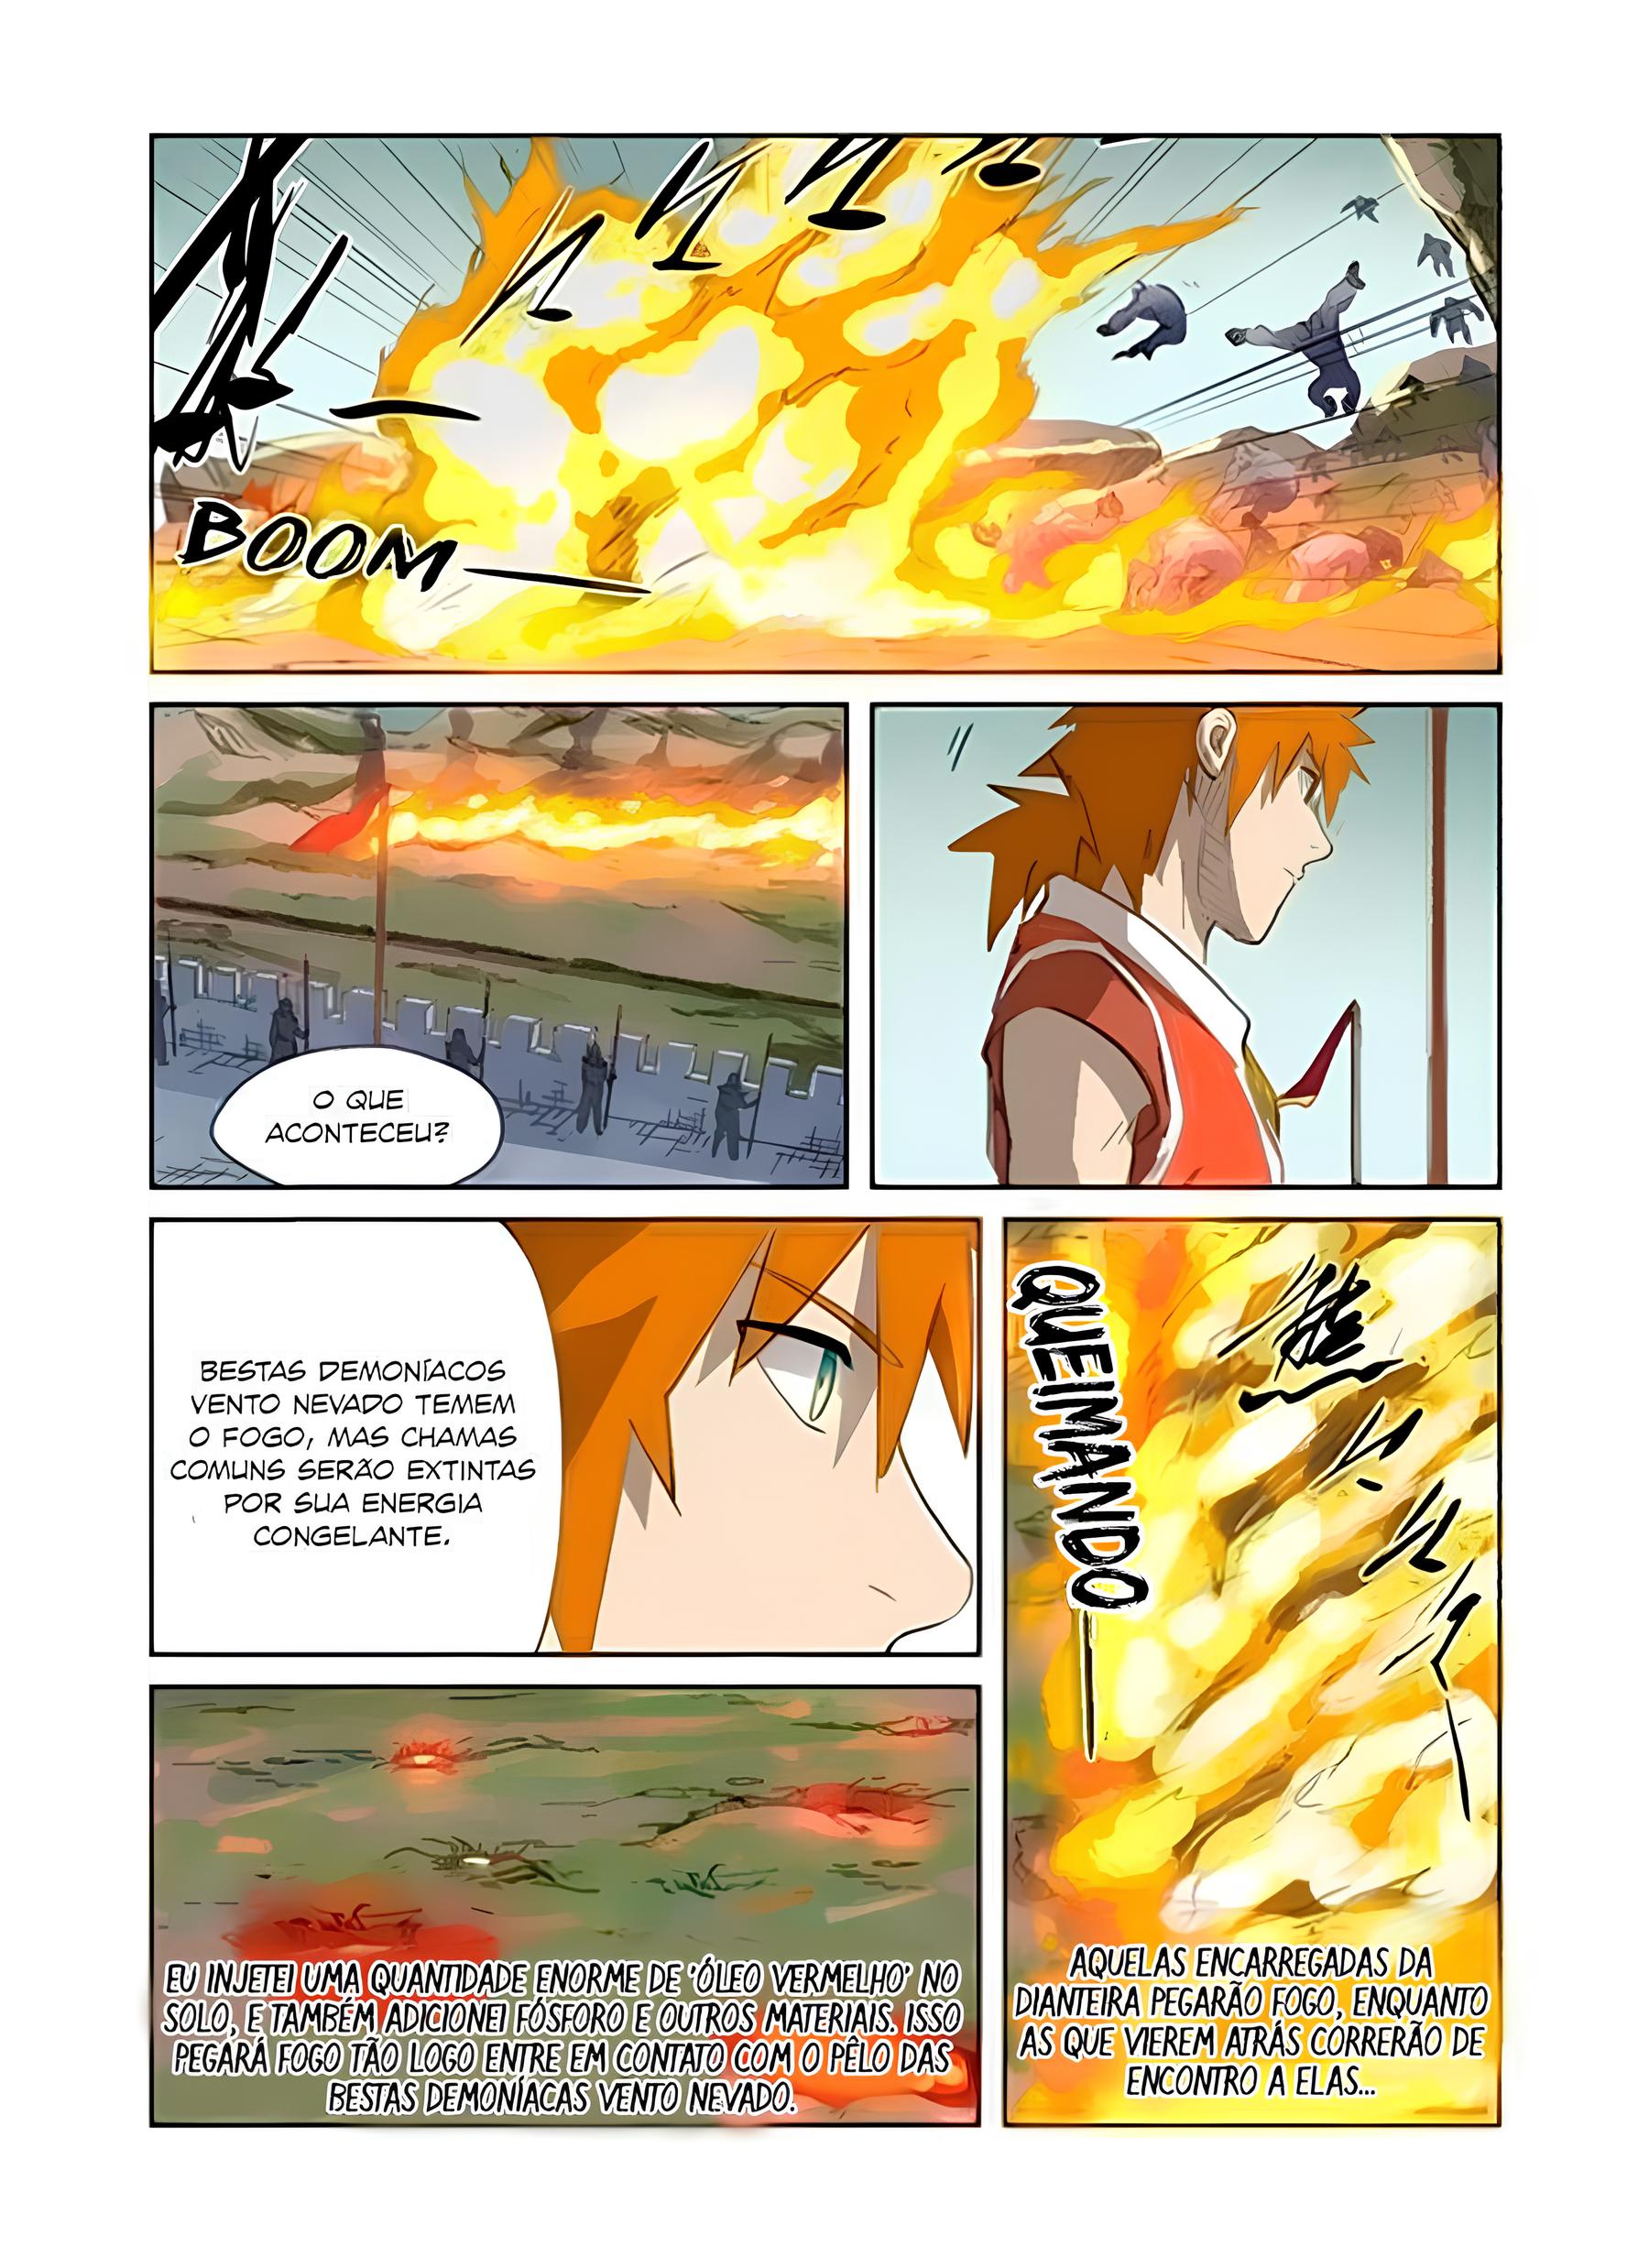 BOOM
O QUE
ACONTECEU?
BESTAS DEMONÍACOS
VENTO NEVADO TEMEM
O FOGO, MAS CHAMAS
COMUNS SERÃO EXTINTAS
POR SUA ENERGIA
CONGELANTE.
QUEIMANDO
EU INJETEI UMA QUANTIDADE ENORME DE 'ÓLEO VERMELHO' NO
SOLO, E TAMBÉM ADICIONEI FÓSFORO E OUTROS MATERIAIS. ISSO
PEGARÁ FOGO TÃO LOGO ENTRE EM CONTATO COM O PÊLO DAS
BESTAS DEMONÍACAS VENTO NEVADO.
AQUELAS ENCARREGADAS DA
DIANTEIRA PEGARÃO FOGO, ENQUANTO
AS QUE VIEREM ATRÁS CORRERÃO DE
ENCONTRO A ELAS...